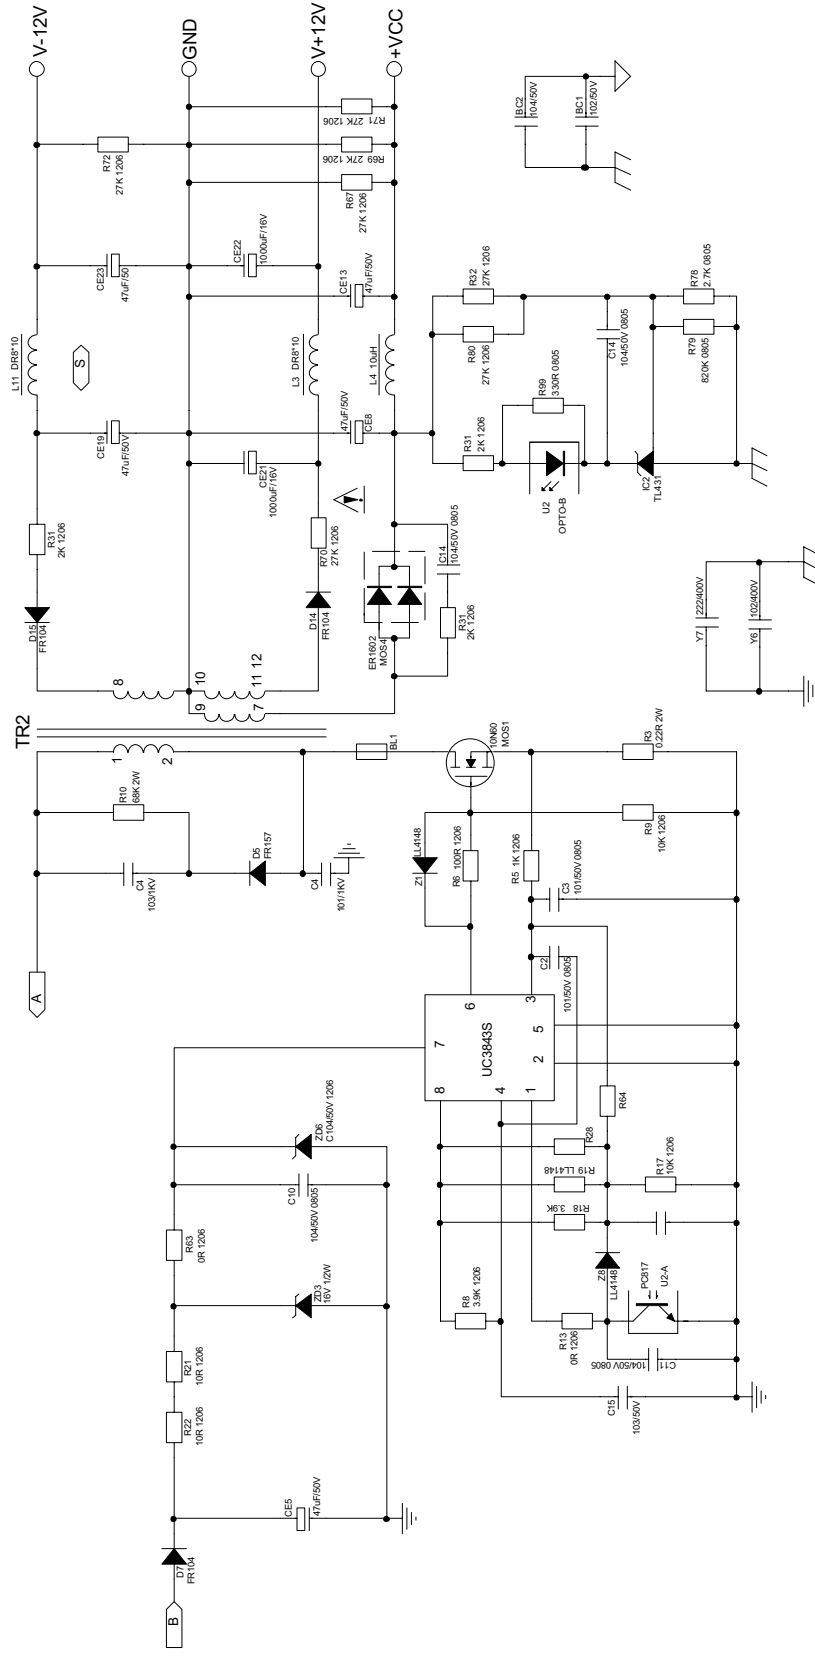 V-12V
GND
V+12V
+VCC
R71 27K 1206
R69 27K 1206
R67
27K 1206
R72
27K 1206
BC2
104/50V
BC1
102/50V
CE23
47uF/50
CE22
1000uF/16V
CE13
47uF/50V
R32
27K 1206
R78
2.7K 0805
L11 DR8*10
S
L3 DR8*10
L4 10uH
R80
27K 1206
C14
104/50V 0805
R79
820K 0805
CE19
47uF/50V
CE21
1000uF/16V
47uF/50V
CE8
R31
2K 1206
R99
330R 0805
U2
OPTO-B
IC2
TL431
R31
2K 1206
R70
27K 1206
C14
104/50V 0805
D15
FR104
D14
FR104
ER1602
MOS4
R31
2K 1206
Y7
222/400V
Y6
102/400V
8
10
11 12
9
7
TR2
1
2
BL1
10N60
MOS1
R3
0.22R 2W
R10
68K 2W
C4
103/1KV
D5
FR157
C4
101/1KV
Z1
LL4148
R6 100R 1206
R5 1K 1206
R9
10K 1206
C3
101/50V 0805
C2
101/50V 0805
A
UC3843S
6
3
7
5
2
8
4
1
R64
R28
R19 LL4148
R18 3.9K
R17
10K 1206
ZD6
C104/50V 1206
C10
104/50V 0805
R63
0R 1206
ZD3
16V 1/2W
R8
3.9K 1206
Z8
LL4148
PC817
U2-A
R13
0R 1206
C11
104/50V 0805
C15
103/50V
R21
10R 1206
R22
10R 1206
CE5
47uF/50V
D7
FR104
B